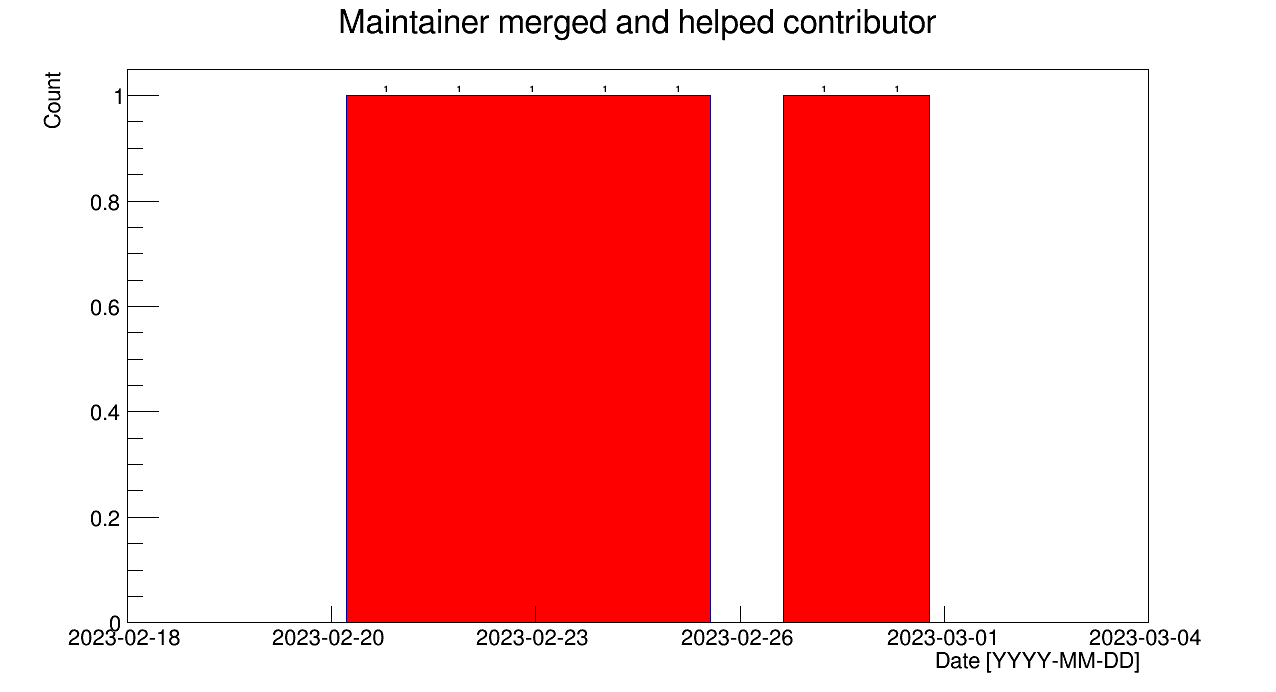 Maintainer merged and helped contributor
Count
1 1 1 1 1 1 1
1
0.8
0.6
0.4
0.2
0
2023-02-18 2023-02-20 2023-02-23 2023-02-26 2023-03-01 2023-03-04
Date [YYYY-MM-DD]